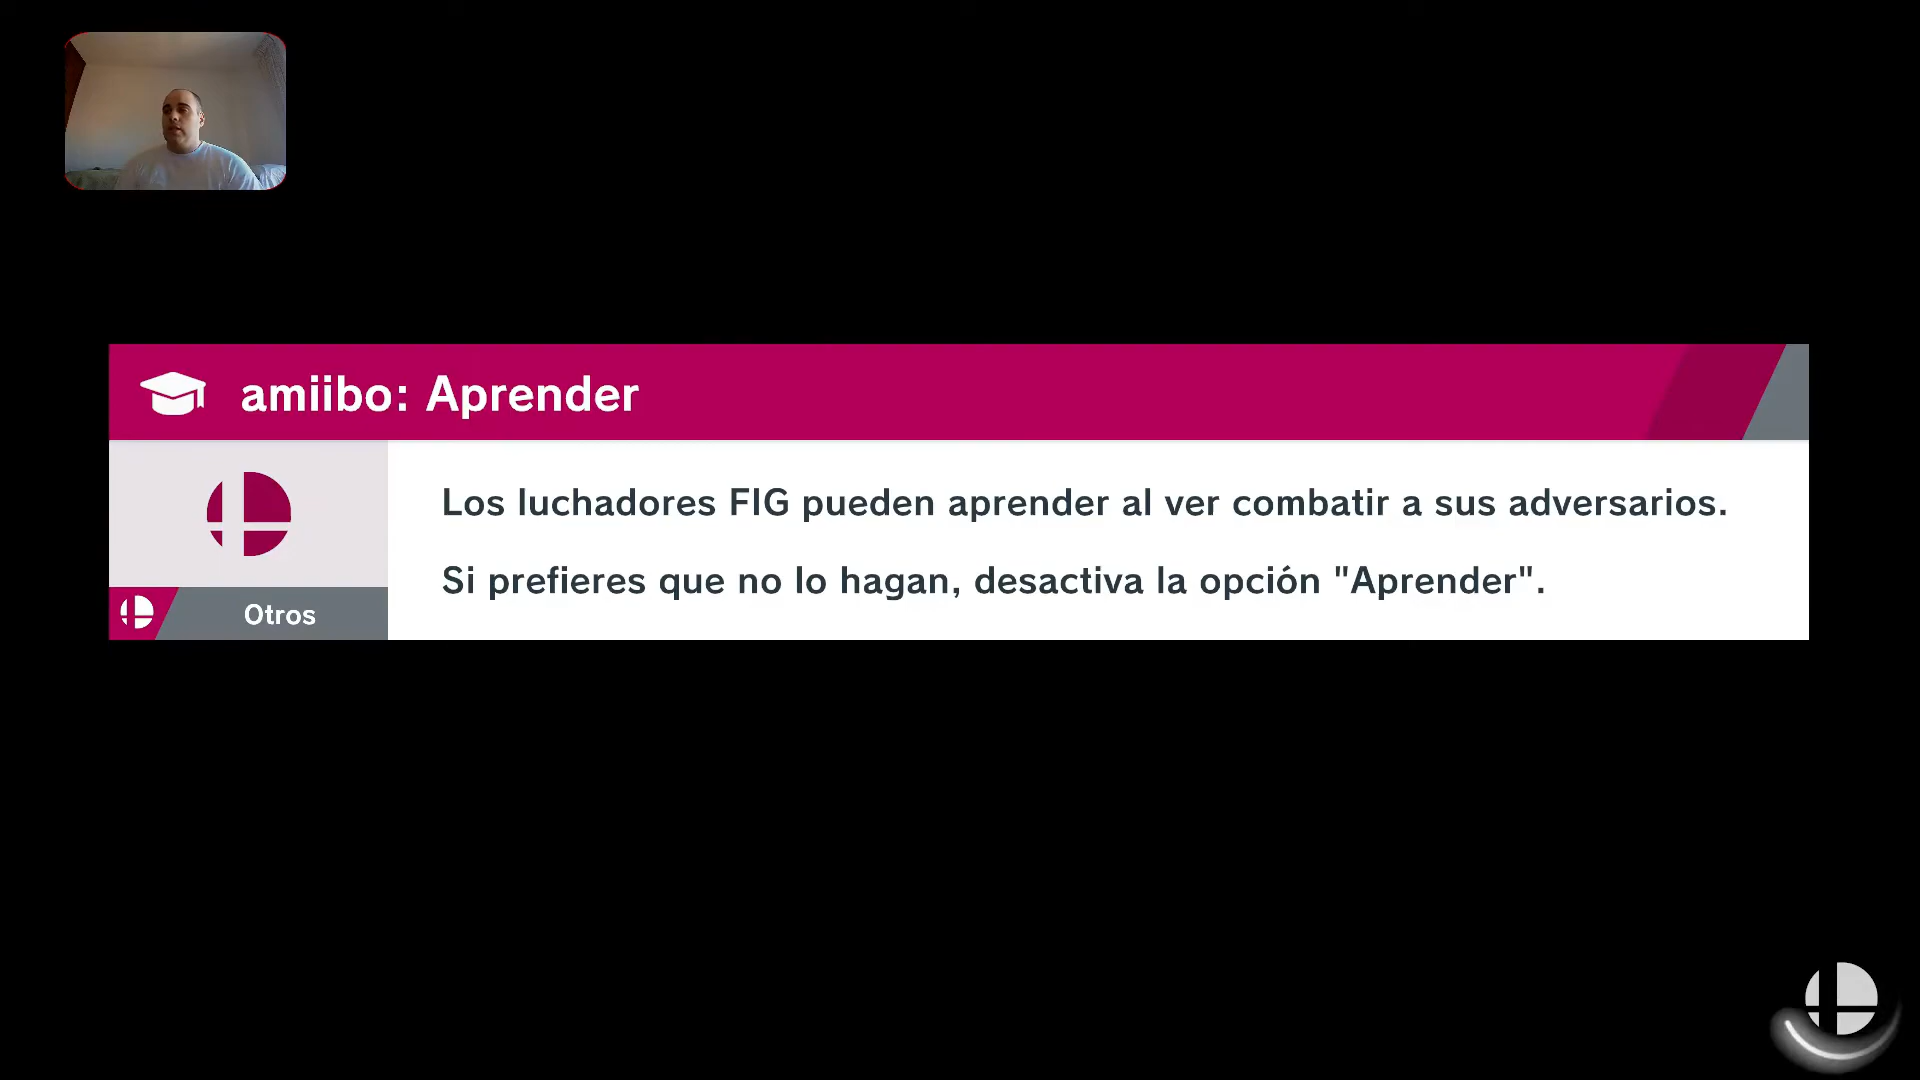 amiibo: Aprender
Los luchadores FIG pueden aprender al ver combatir a sus adversarios.
Si prefieres que no lo hagan, desactiva la opción "Aprender".
Otros